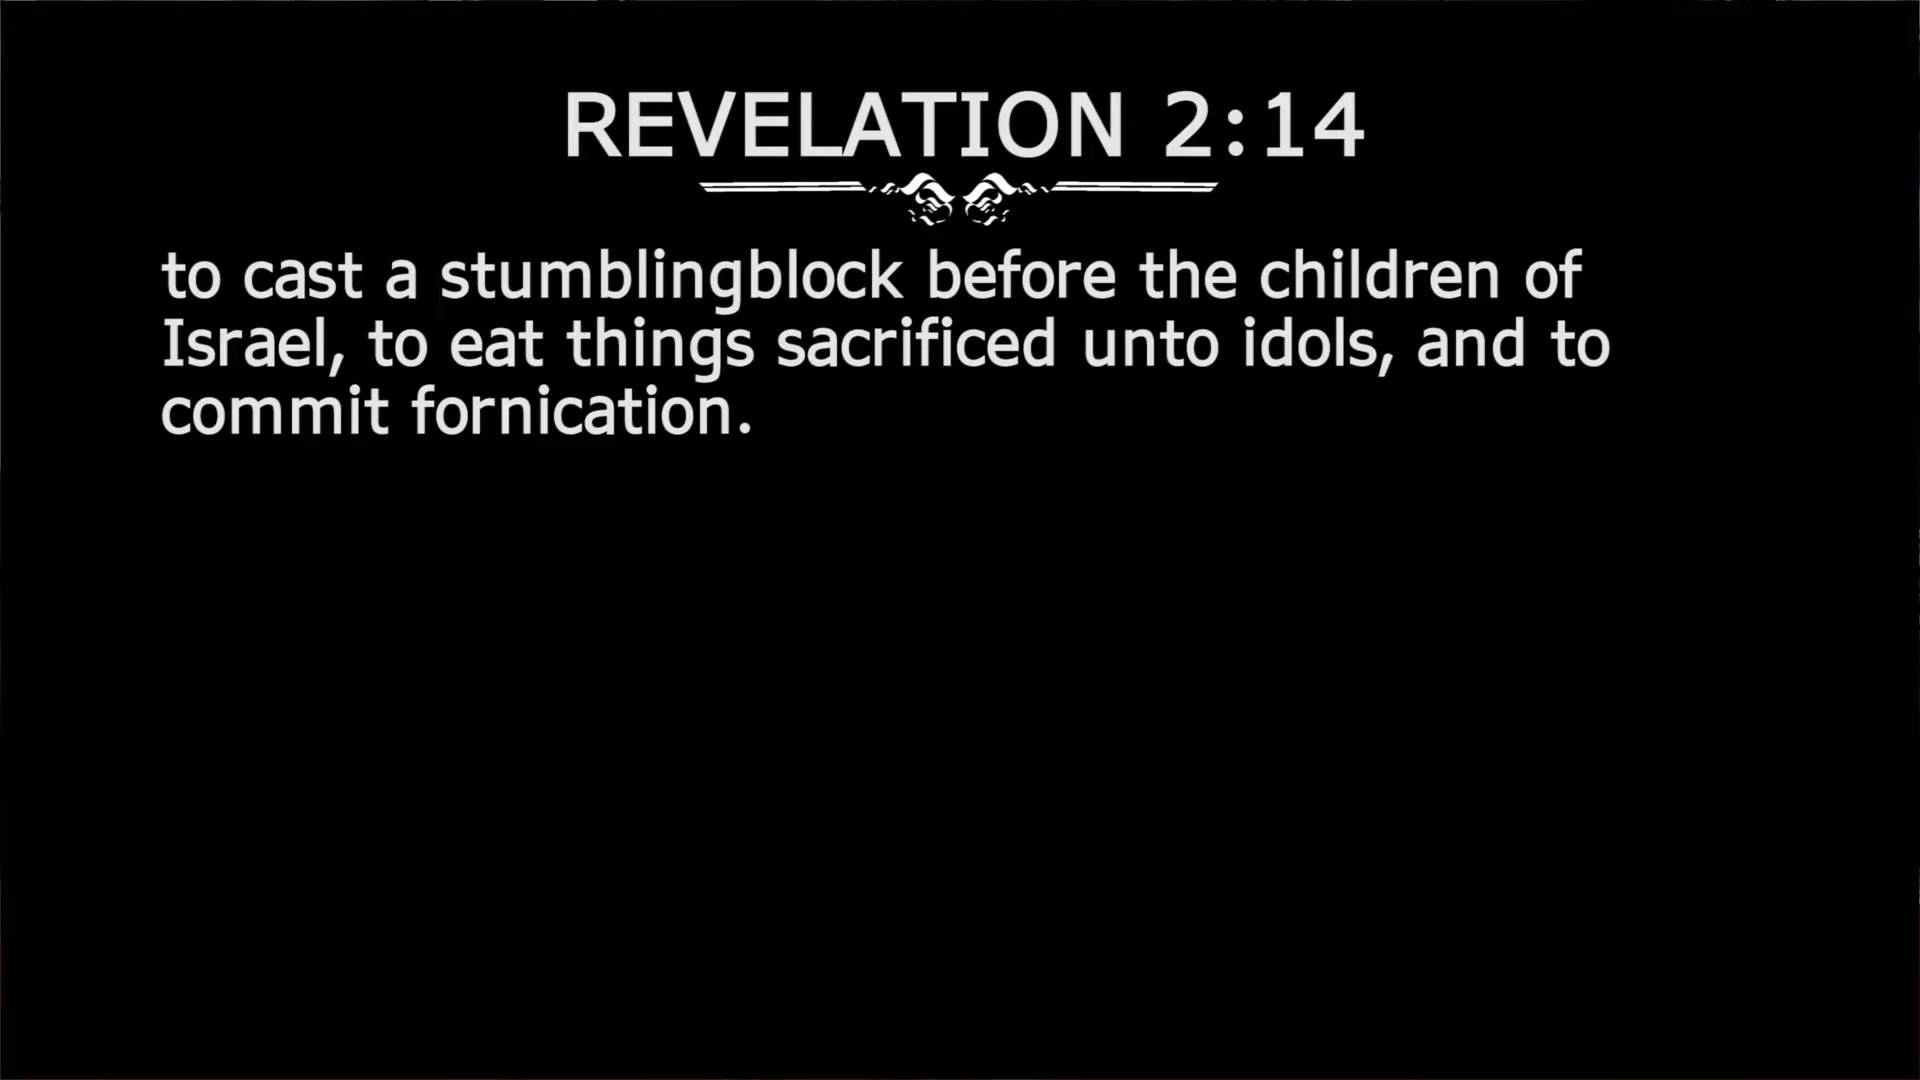 REVELATION 2:14
to cast a stumblingblock before the children of
Israel, to eat things sacrificed unto idols, and to
commit fornication.